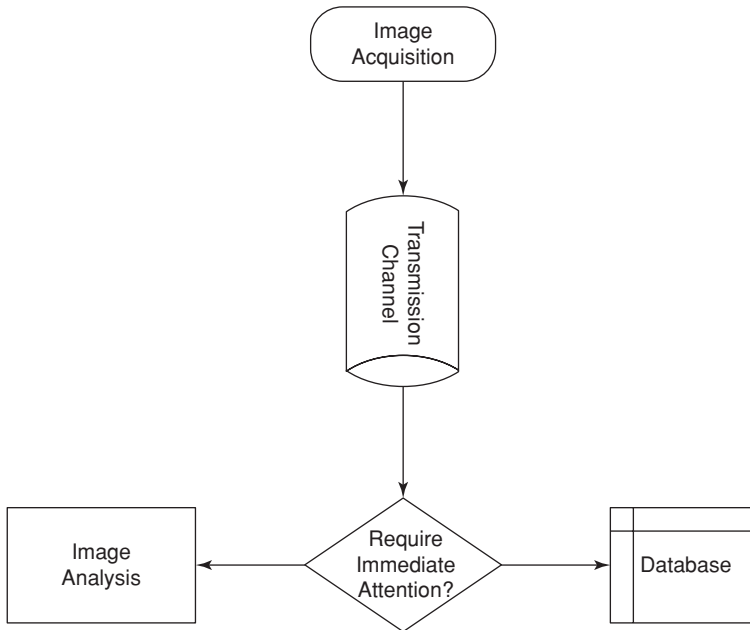 Image
Acquisition
Transmission
Channel
Image
Analysis
Require
Immediate
Attention?
Database